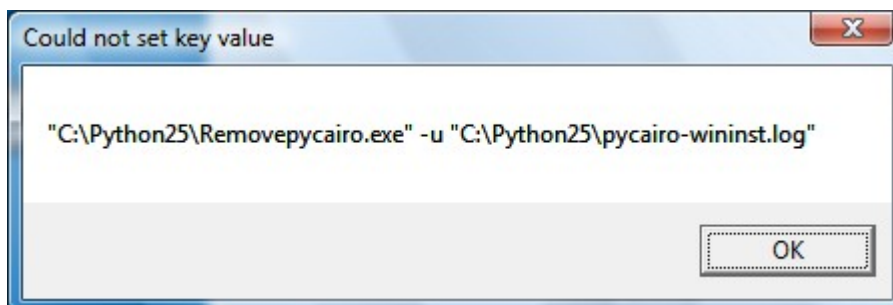 Could not set key value
"C:\Python25\Removepycairo.exe" -u "C:\Python25\pycairo-wininst.log"
OK